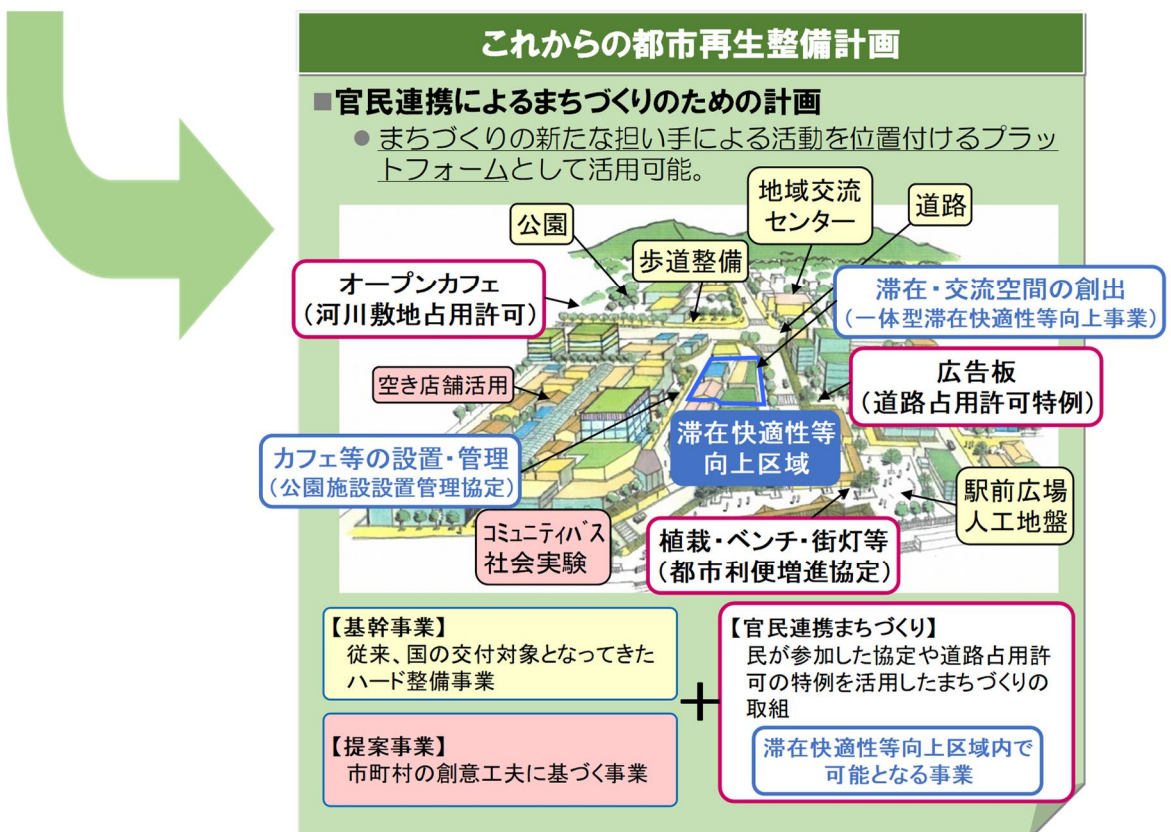 これからの都市再生整備計画
■官民連携によるまちづくりのための計画
● まちづくりの新たな担い手による活動を位置付けるプラッ
トフォームとして活用可能。
公園
地域交流
センター
道路
歩道整備
オープンカフェ
(河川敷地占用許可)
滞在・交流空間の創出
(一体型滞在快適性等向上事業)
空き店舗活用
広告板
(道路占用許可特例)
滞在快適性等
向上区域
カフェ等の設置・管理
(公園施設設置管理協定)
駅前広場
人工地盤
コミュニティバス
社会実験
植栽・ベンチ・街灯等
(都市利便増進協定)
【基幹事業】
従来、国の交付対象となってきた
ハード整備事業
【提案事業】
市町村の創意工夫に基づく事業
+
【官民連携まちづくり】
民が参加した協定や道路占用許
可の特例を活用したまちづくりの
取組
滞在快適性等向上区域内で
可能となる事業